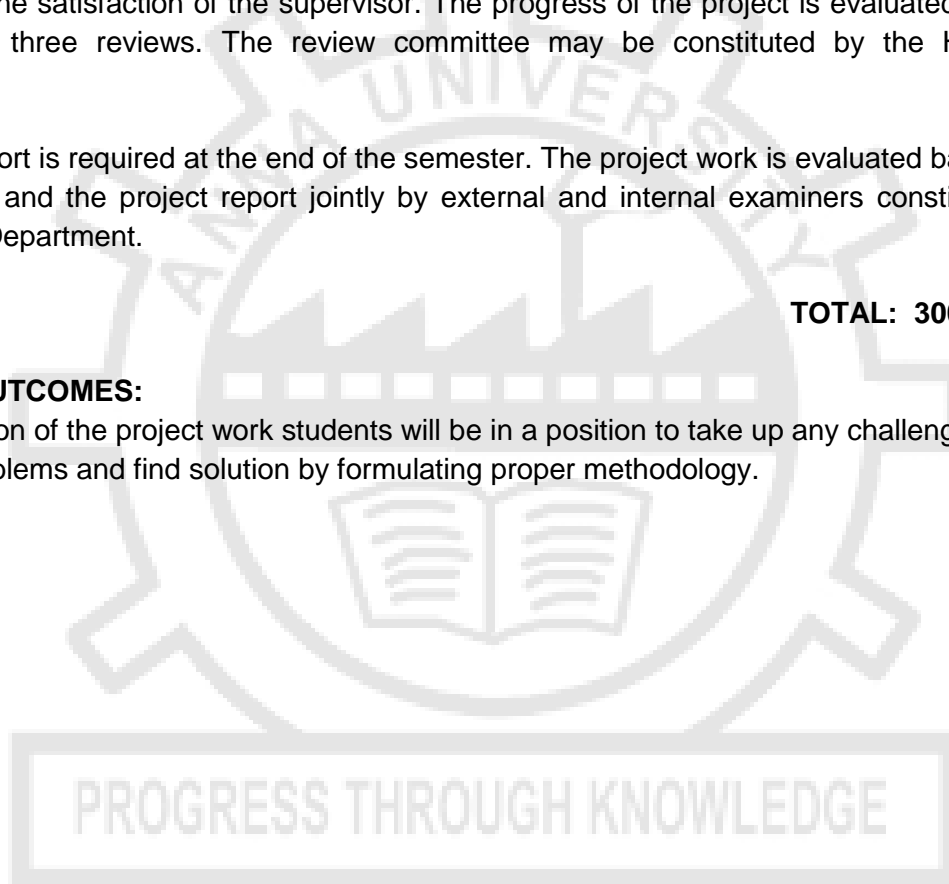 he satisfaction of the supervisor. The progress of the project is evaluated
three reviews. The review committee may be constituted by the H
ort is required at the end of the semester. The project work is evaluated ba
and the project report jointly by external and internal examiners consti
Department.
TOTAL: 300
UTCOMES:
on of the project work students will be in a position to take up any challeng
blems and find solution by formulating proper methodology.
ANNA UNIVERSITY
PROGRESS THROUGH KNOWLEDGE